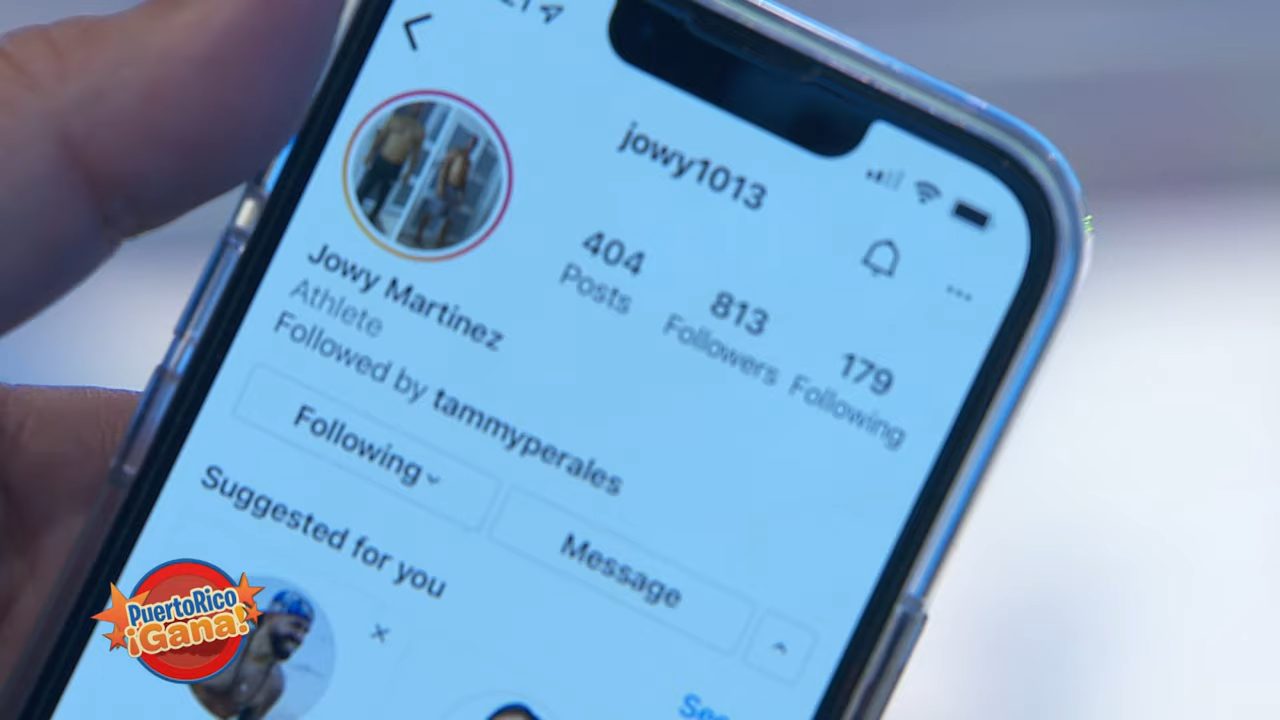 jowy1013
404
Posts
813
Followers
179
Following
Jowy Martinez
Athlete
Followed by tammyperales
Following
Message
Suggested for you
PuertoRico
¡Gana!